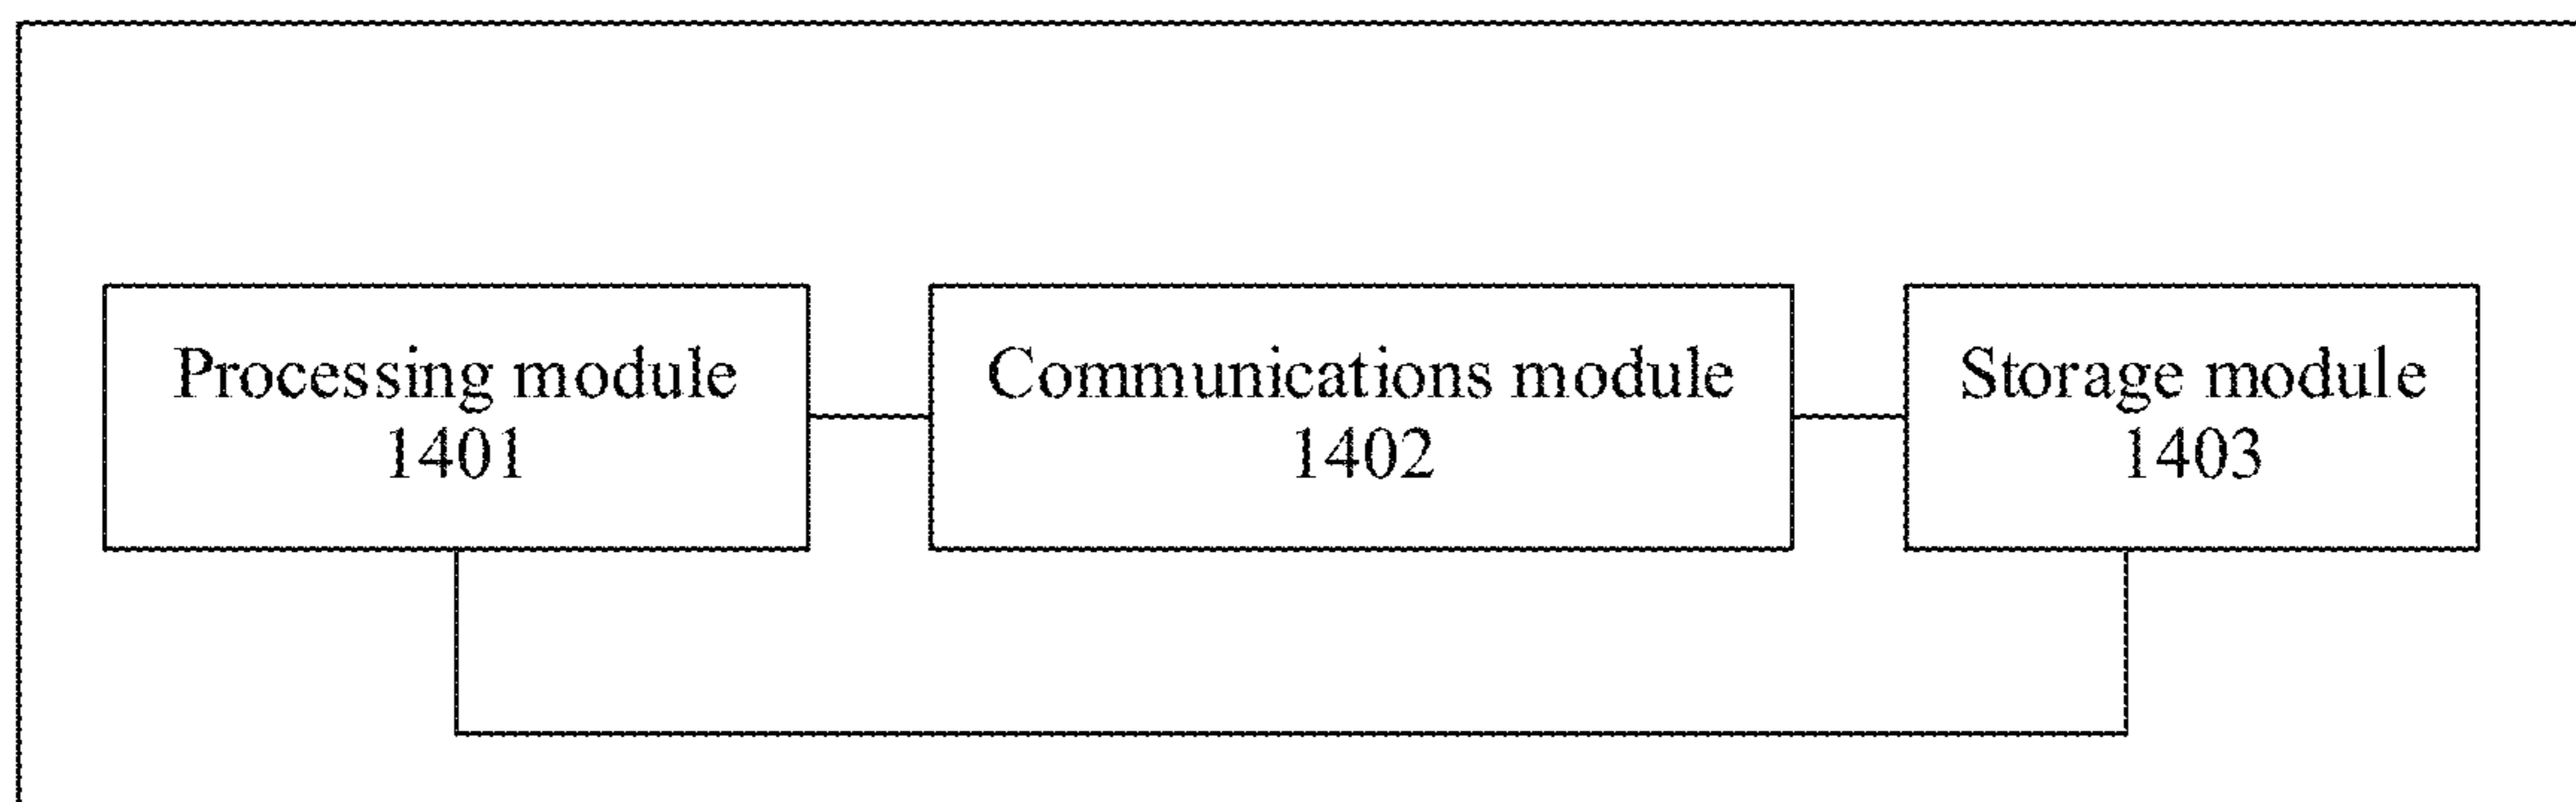 Processing module
1401
Communications module
1402
Storage module
1403